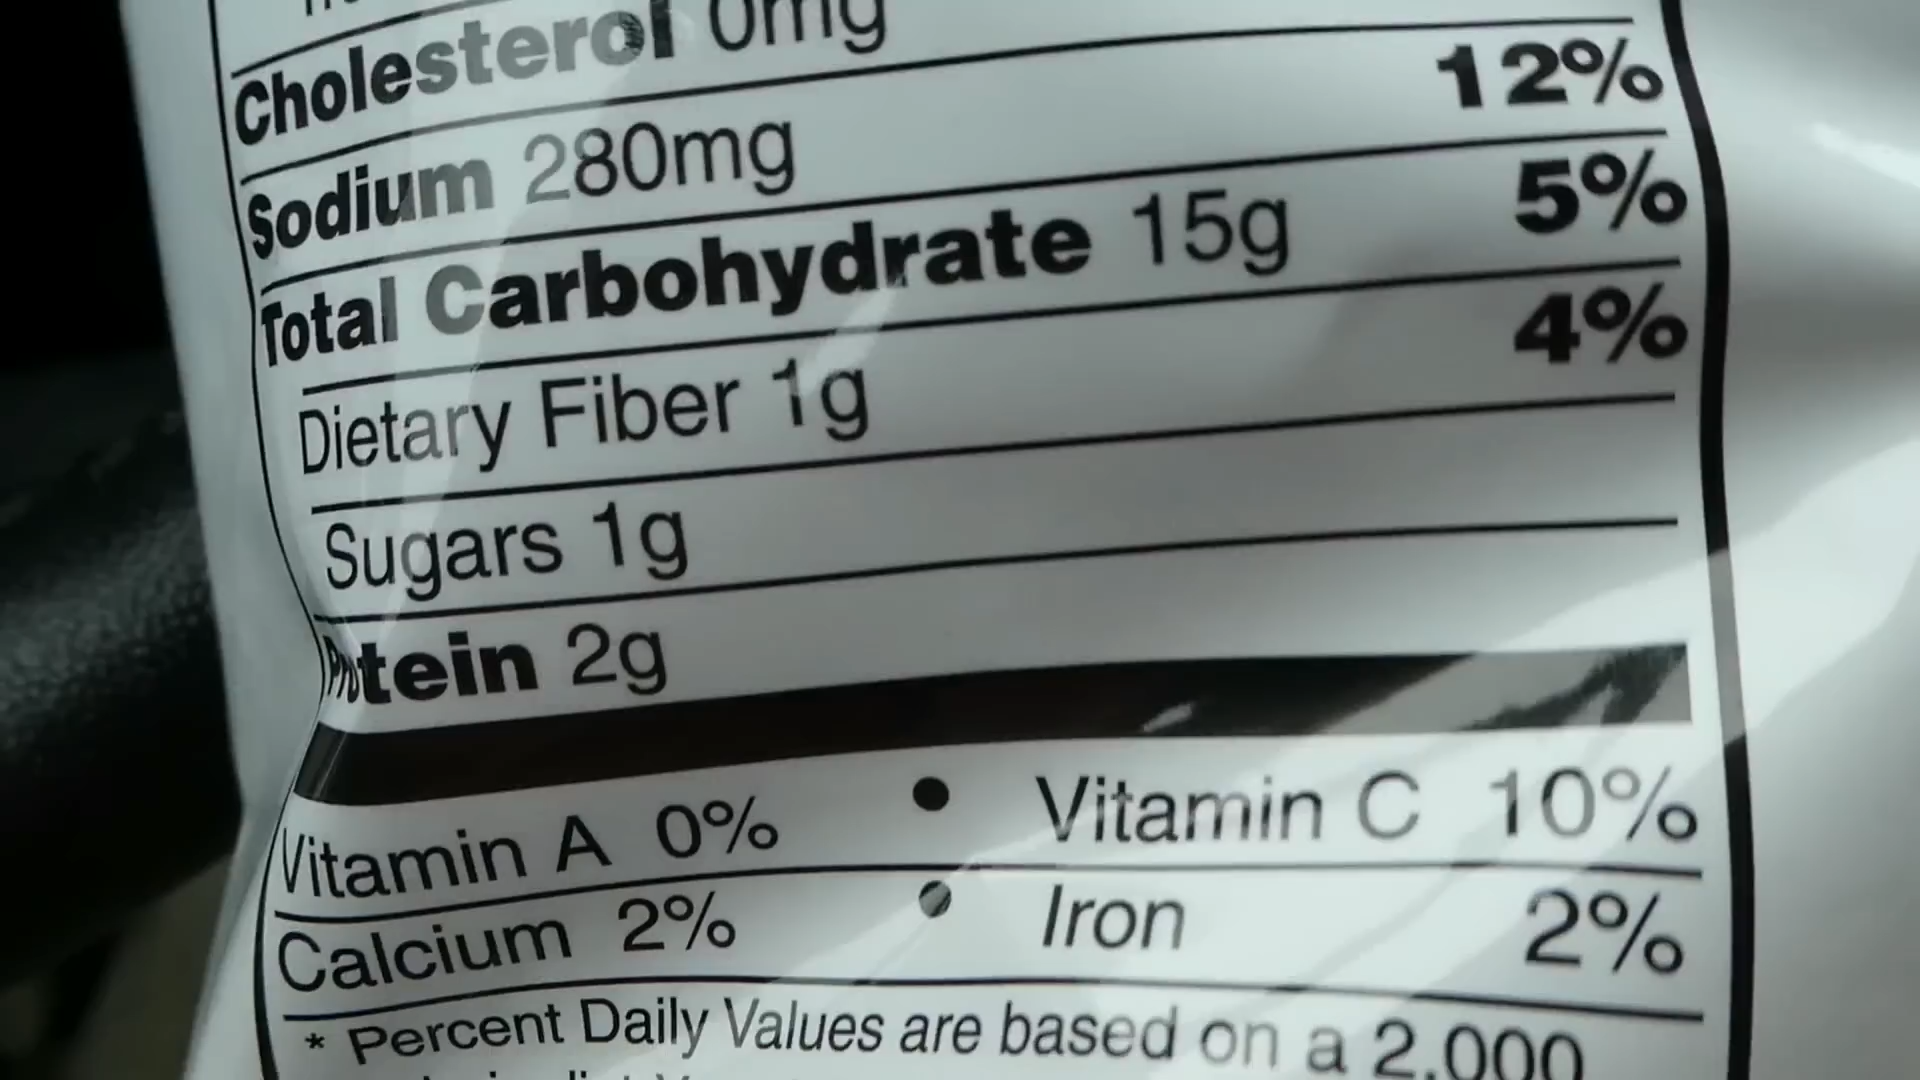 Cholesterol 0mg
Sodium 280mg 12%
Total Carbohydrate 15g 5%
Dietary Fiber 1g 4%
Sugars 1g
Protein 2g
Vitamin A 0% • Vitamin C 10%
Calcium 2% • Iron 2%
* Percent Daily Values are based on a 2,000